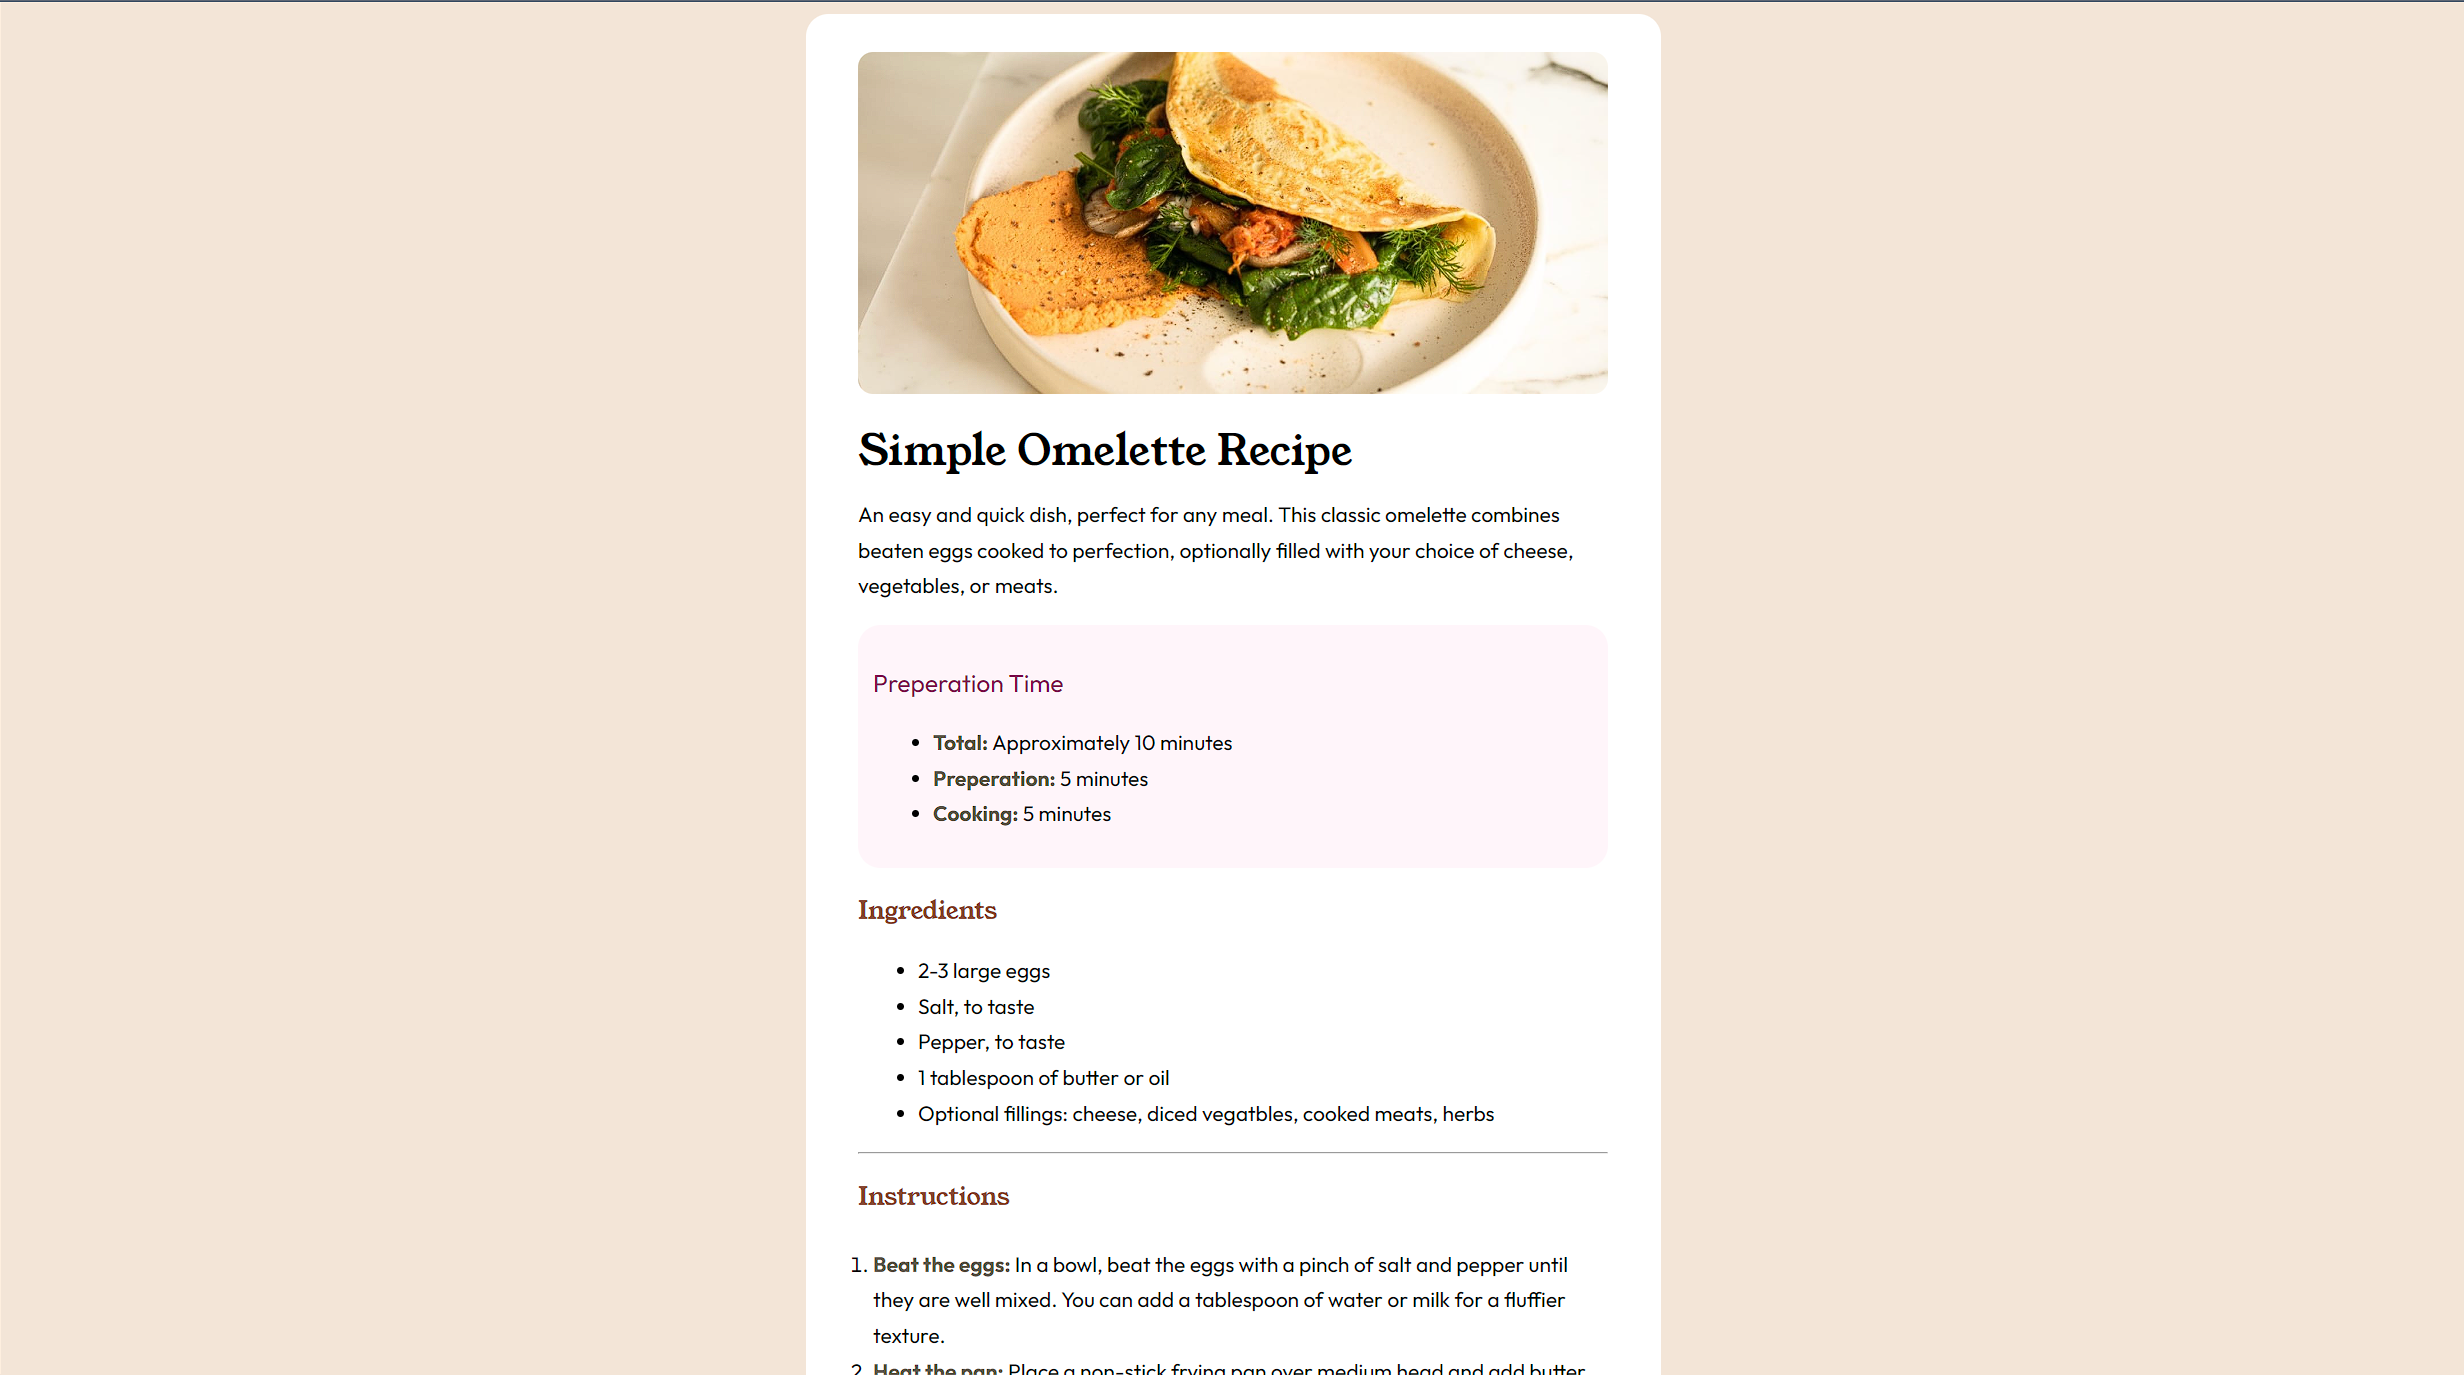 Simple Omelette Recipe
An easy and quick dish, perfect for any meal. This classic omelette combines
beaten eggs cooked to perfection, optionally filled with your choice of cheese,
vegetables, or meats.
Preperation Time
• Total: Approximately 10 minutes
• Preperation: 5 minutes
• Cooking: 5 minutes
Ingredients
• 2-3 large eggs
• Salt, to taste
• Pepper, to taste
• 1 tablespoon of butter or oil
• Optional fillings: cheese, diced vegatbles, cooked meats, herbs
Instructions
1. Beat the eggs: In a bowl, beat the eggs with a pinch of salt and pepper until
they are well mixed. You can add a tablespoon of water or milk for a fluffier
texture.
2. Heat the pan: Place a non-stick frying pan over medium head and add butter